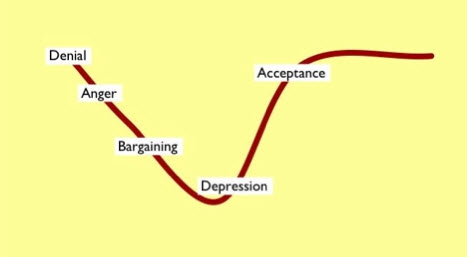 Denial
Anger
Bargaining
Depression
Acceptance